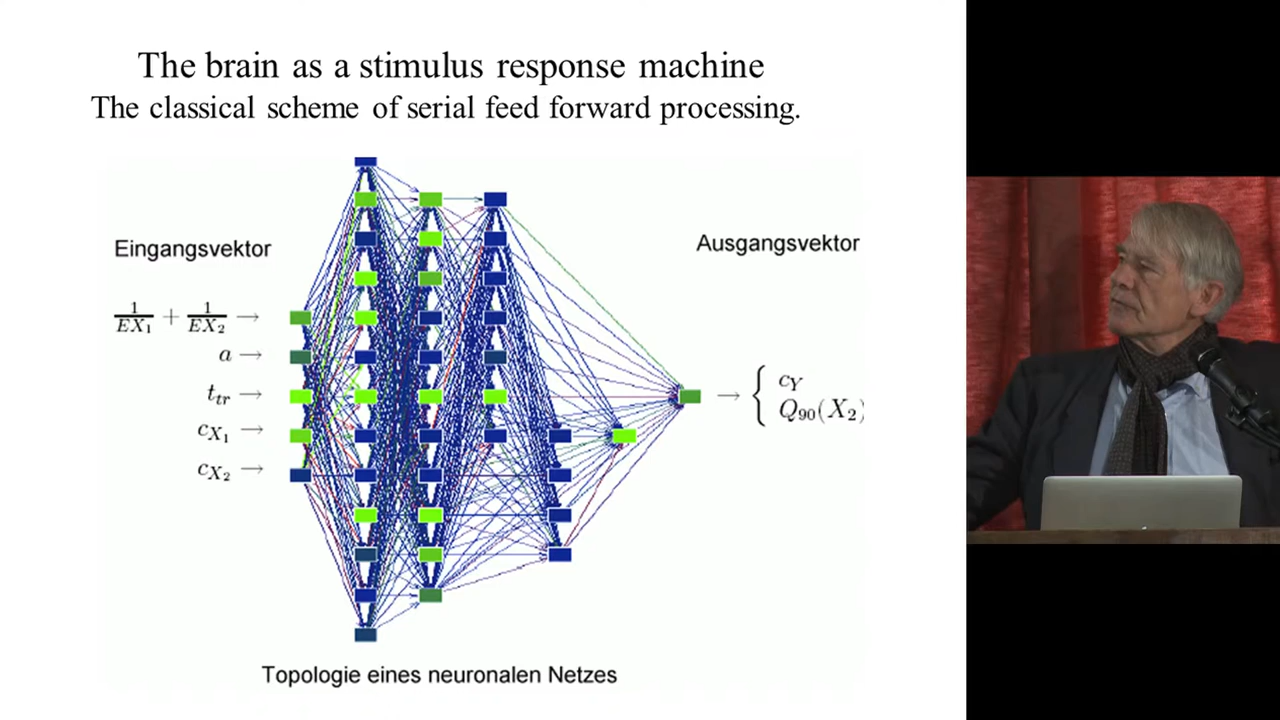 The brain as a stimulus response machine
The classical scheme of serial feed forward processing.
Eingangsvektor
Ausgangsvektor
1/EX₁ + 1/EX₂ →
a →
t_tr →
c_X₁ →
c_X₂ →
→ { c_Y
Q₉₀(X₂)
Topologie eines neuronalen Netzes